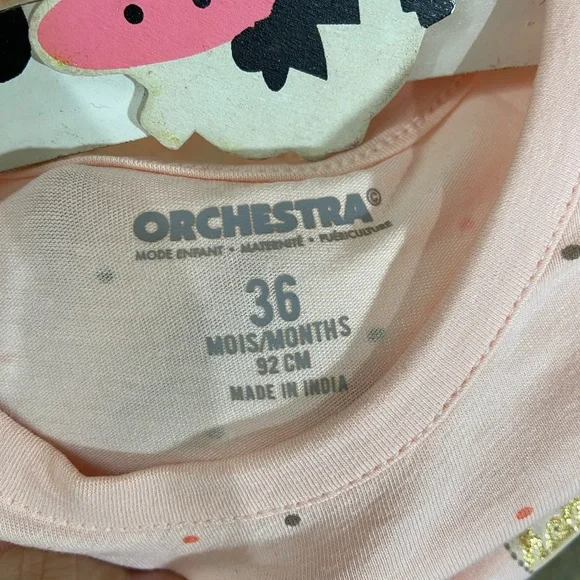 ORCHESTRA©
MODE ENFANT • MATERNITÉ • PUÉRICULTURE
36
MOIS/MONTHS
92 CM
MADE IN INDIA